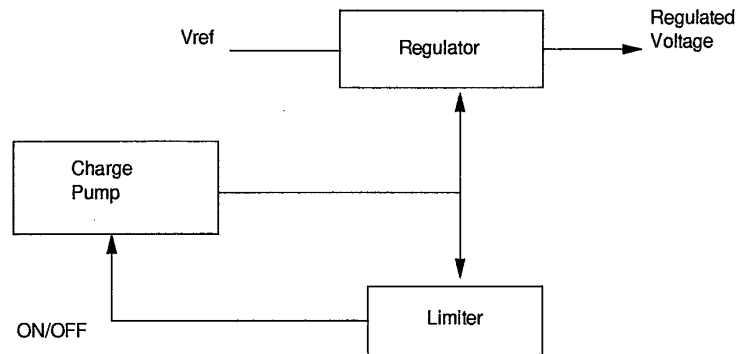 Vref
Regulator
Regulated
Voltage
Charge
Pump
ON/OFF
Limiter